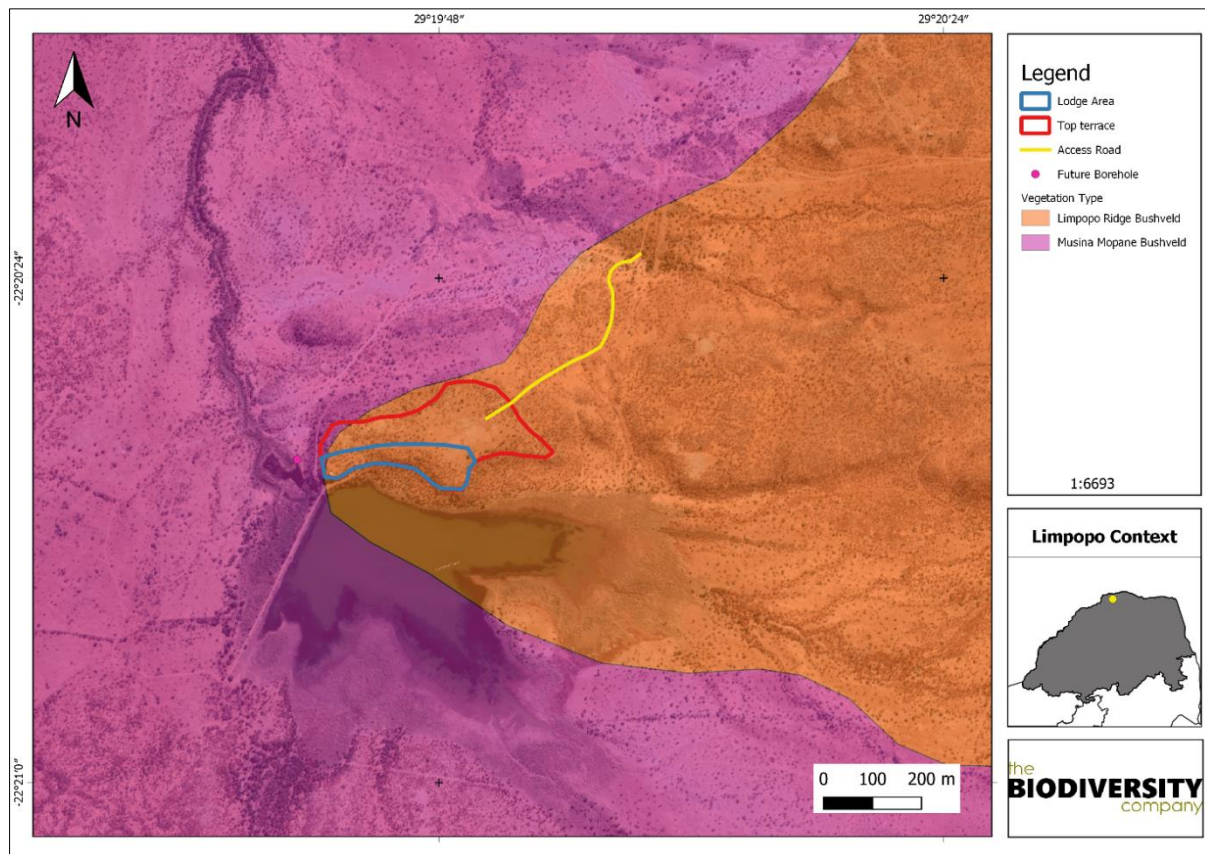 29°19′48″
29°20′24″
-22°20′24″
-22°21′0″
N
Legend
Lodge Area
Top terrace
Access Road
Future Borehole
Vegetation Type
Limpopo Ridge Bushveld
Musina Mopane Bushveld
1:6693
Limpopo Context
0 100 200 m
the
BIODIVERSITY
company